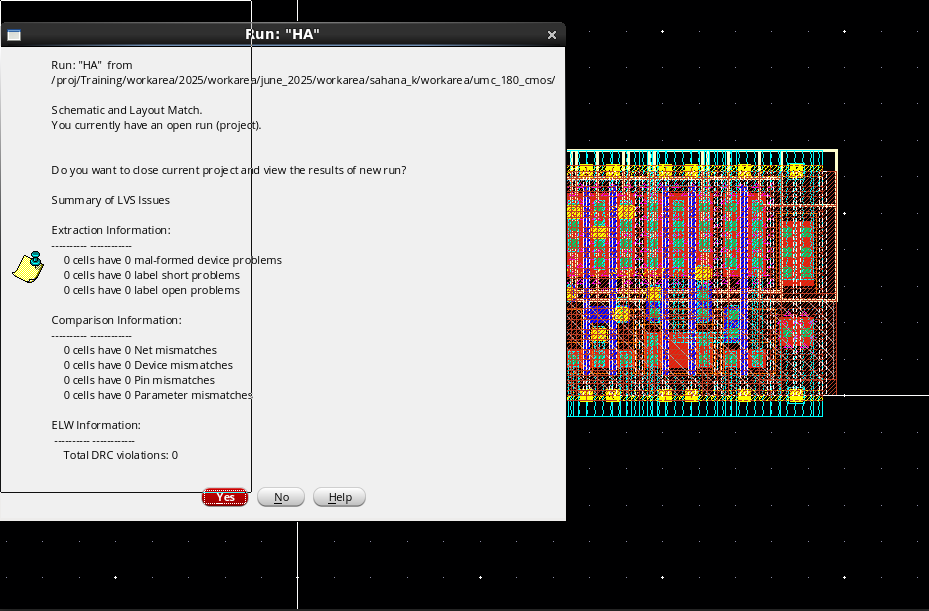 Run: "HA"
Run: "HA" from
/proj/Training/workarea/2025/workarea/june_2025/workarea/sahana_k/workarea/umc_180_cmos/
Schematic and Layout Match.
You currently have an open run (project).
Do you want to close current project and view the results of new run?
Summary of LVS Issues
Extraction Information:
---------- ------------
0 cells have 0 mal-formed device problems
0 cells have 0 label short problems
0 cells have 0 label open problems
Comparison Information:
---------- ------------
0 cells have 0 Net mismatches
0 cells have 0 Device mismatches
0 cells have 0 Pin mismatches
0 cells have 0 Parameter mismatches
ELW Information:
---------- ------------
Total DRC violations: 0
Yes No Help